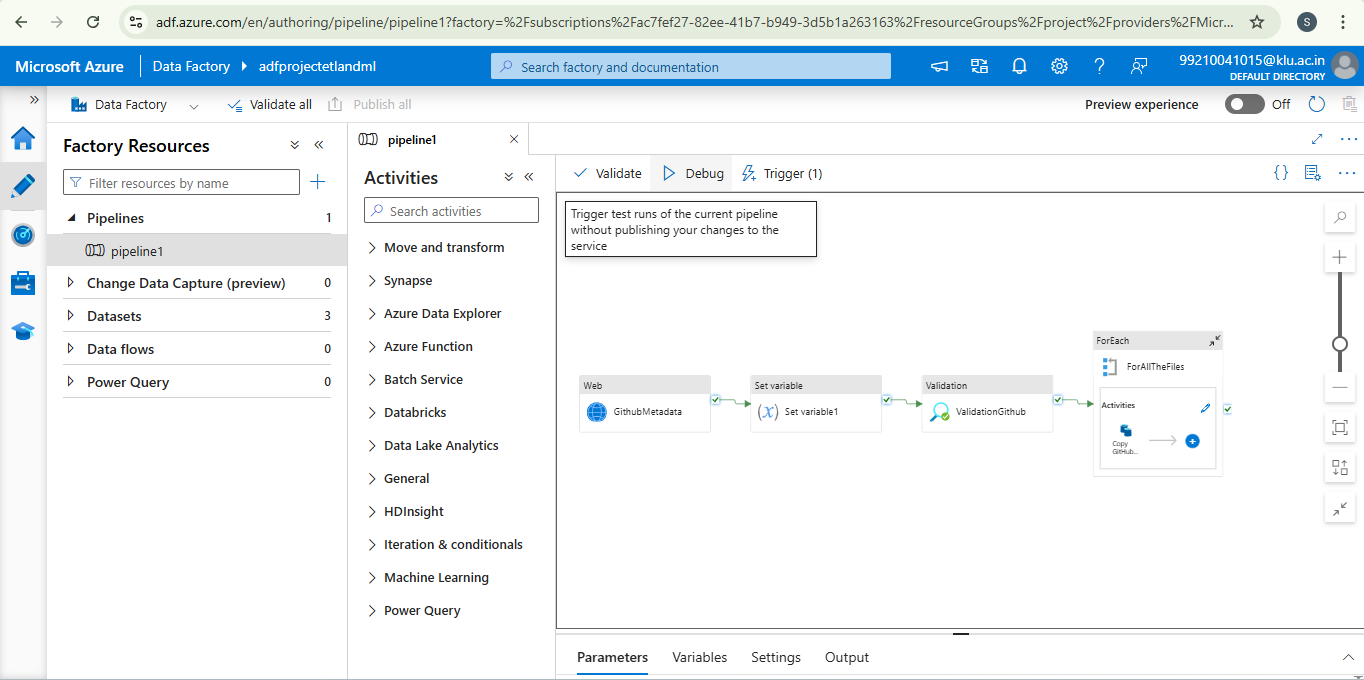 adf.azure.com/en/authoring/pipeline/pipeline1?factory=%2Fsubscriptions%2Fac7fef27-82ee-41b7-b949-3d5b1a263163%2FresourceGroups%2Fproject%2Fproviders%2FMicr...
S
Microsoft Azure
Data Factory
adfprojectetlandml
Search factory and documentation
99210041015@klu.ac.in
DEFAULT DIRECTORY
Data Factory
Validate all
Publish all
Preview experience
Off
Factory Resources
Filter resources by name
Pipelines
1
pipeline1
Change Data Capture (preview)
0
Datasets
3
Data flows
0
Power Query
0
pipeline1
Activities
Search activities
Move and transform
Synapse
Azure Data Explorer
Azure Function
Batch Service
Databricks
Data Lake Analytics
General
HDInsight
Iteration & conditionals
Machine Learning
Power Query
Validate
Debug
Trigger (1)
{}
Trigger test runs of the current pipeline
without publishing your changes to the
service
Web
GithubMetadata
Set variable
(x)
Set variable1
Validation
ValidationGithub
ForEach
ForAllTheFiles
Activities
Copy
GitHub...
Parameters
Variables
Settings
Output